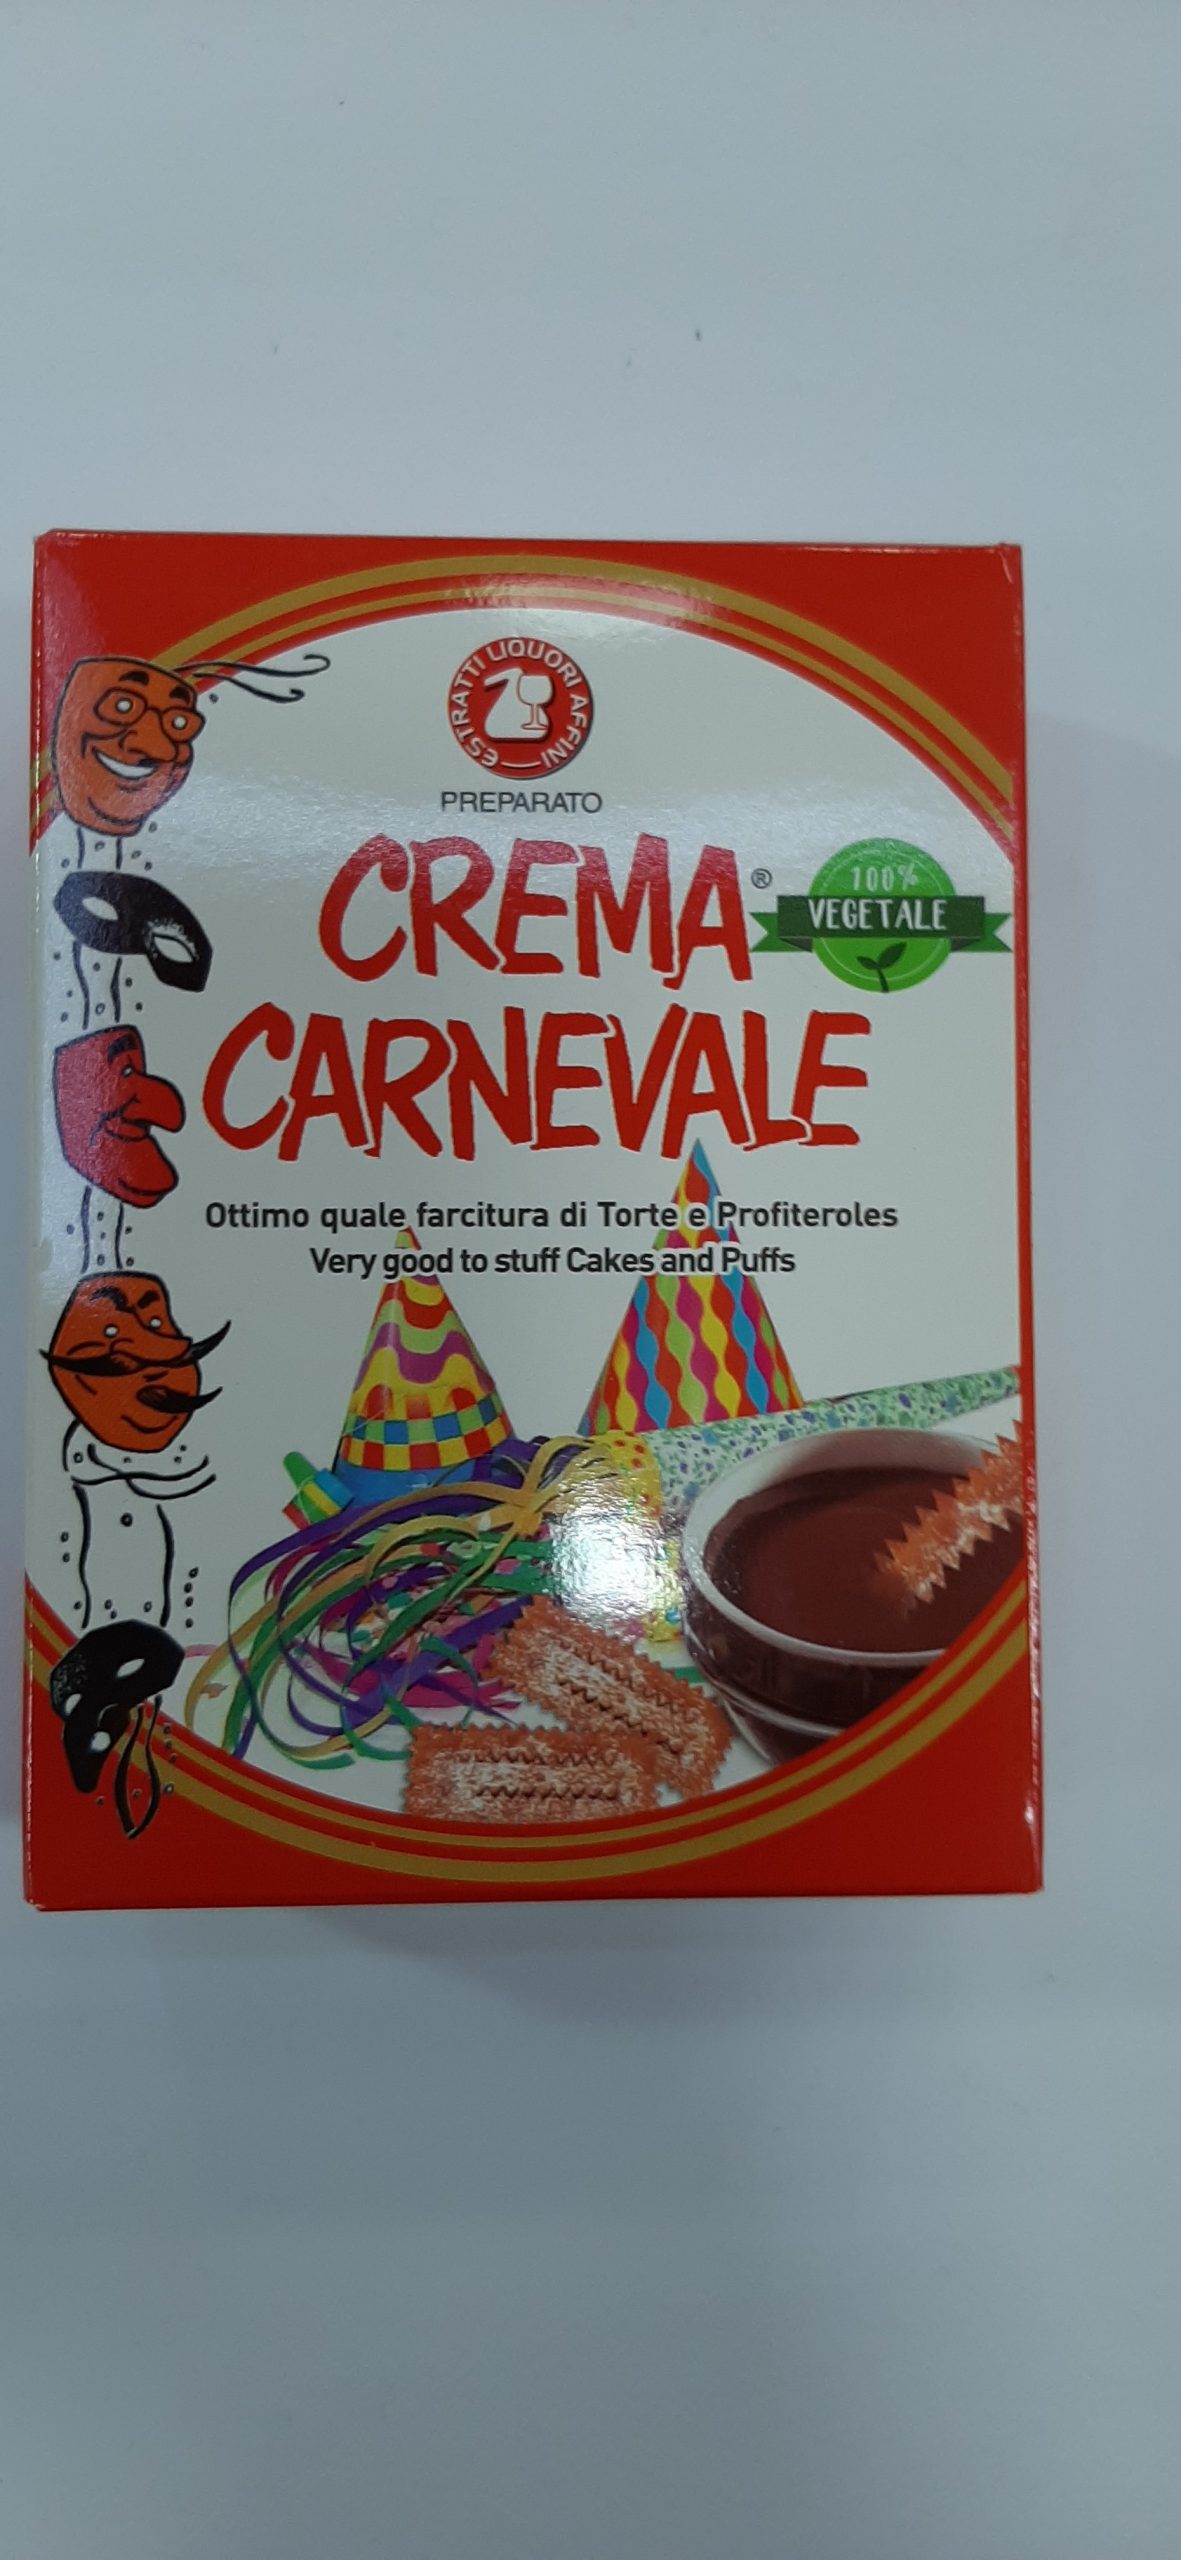 ESTRATTI LIQUORI AFFINI
PREPARATO
CREMA®
100%
VEGETALE
CARNEVALE
Ottimo quale farcitura di Torte e Profiteroles
Very good to stuff Cakes and Puffs